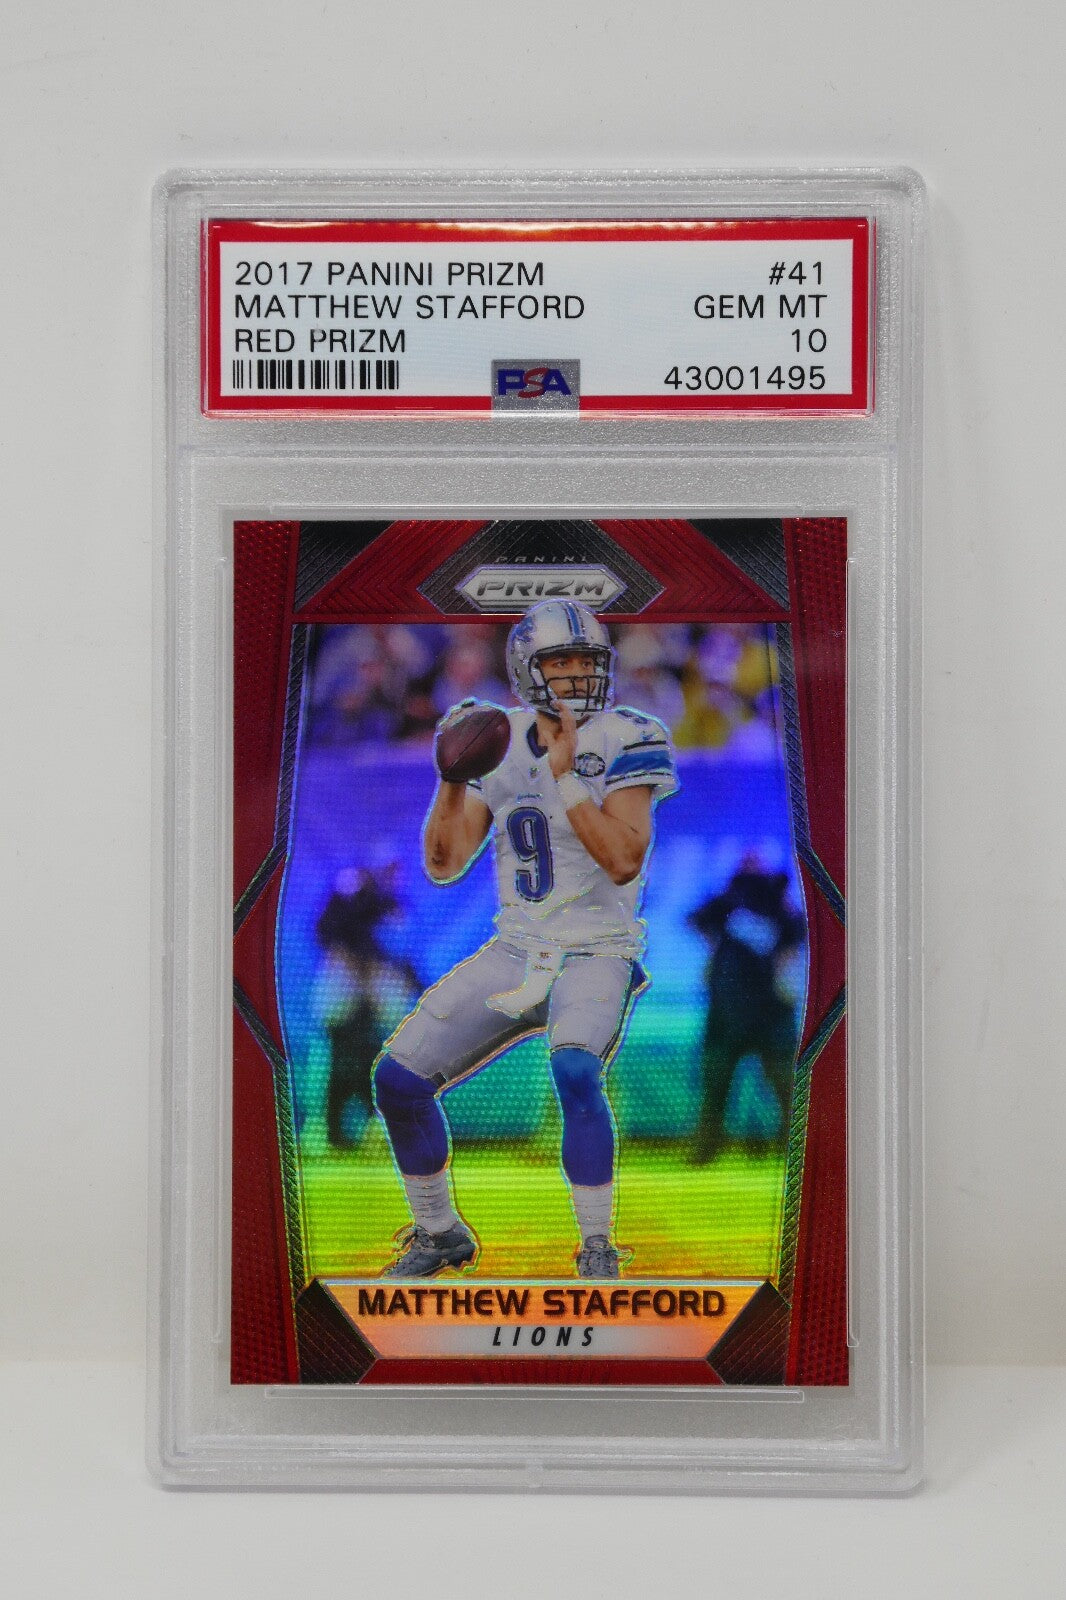 2017 PANINI PRIZM #41
MATTHEW STAFFORD GEM MT
RED PRIZM 10
PSA 43001495
PANINI
PRIZM
9
9
MATTHEW STAFFORD
LIONS